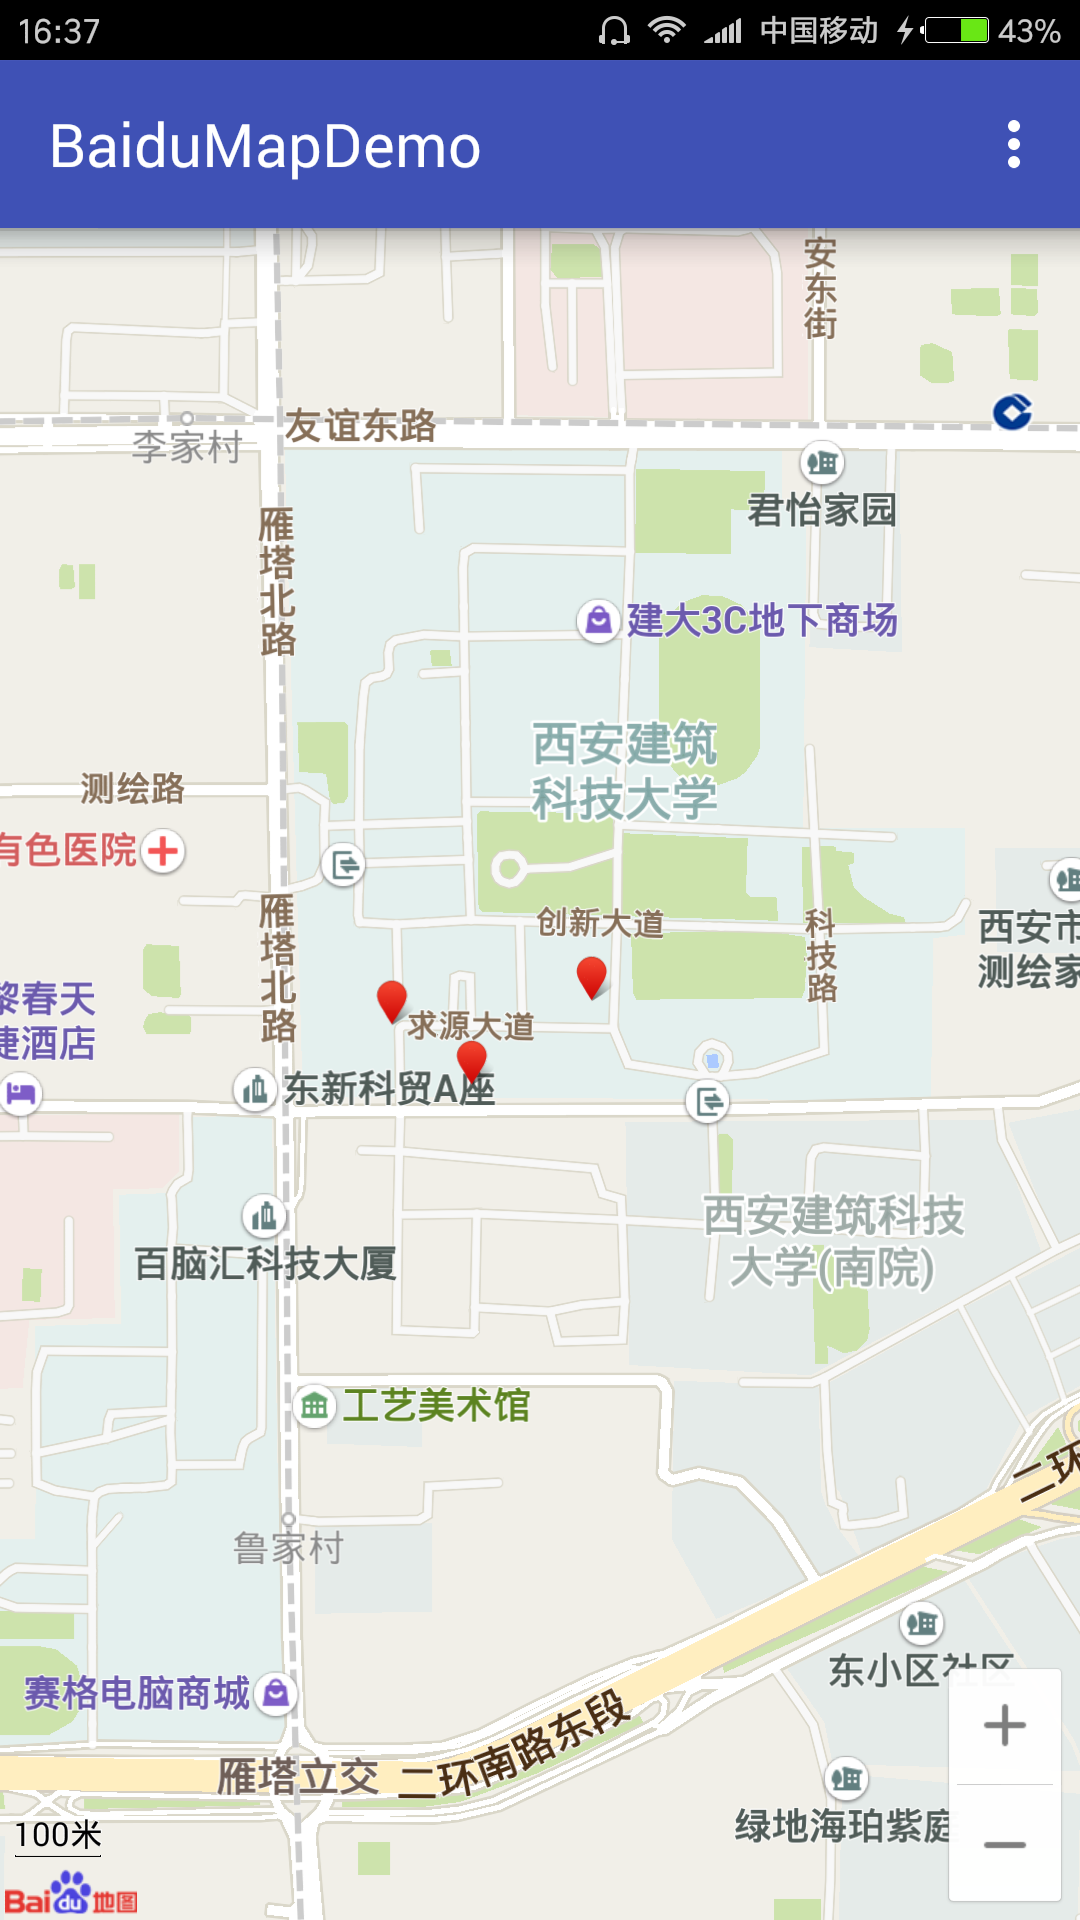 16:37
中国移动
43%
BaiduMapDemo
安东街
友谊东路
李家村
君怡家园
雁塔北路
建大3C地下商场
西安建筑
科技大学
测绘路
有色医院
雁塔北路
创新大道
科技路
西安市
测绘家
黎春天
捷酒店
求源大道
东新科贸A座
西安建筑科技
大学(南院)
百脑汇科技大厦
工艺美术馆
二环
鲁家村
东小区社区
赛格电脑商城
二环南路东段
雁塔立交
绿地海珀紫庭
100米
Bai du 地图